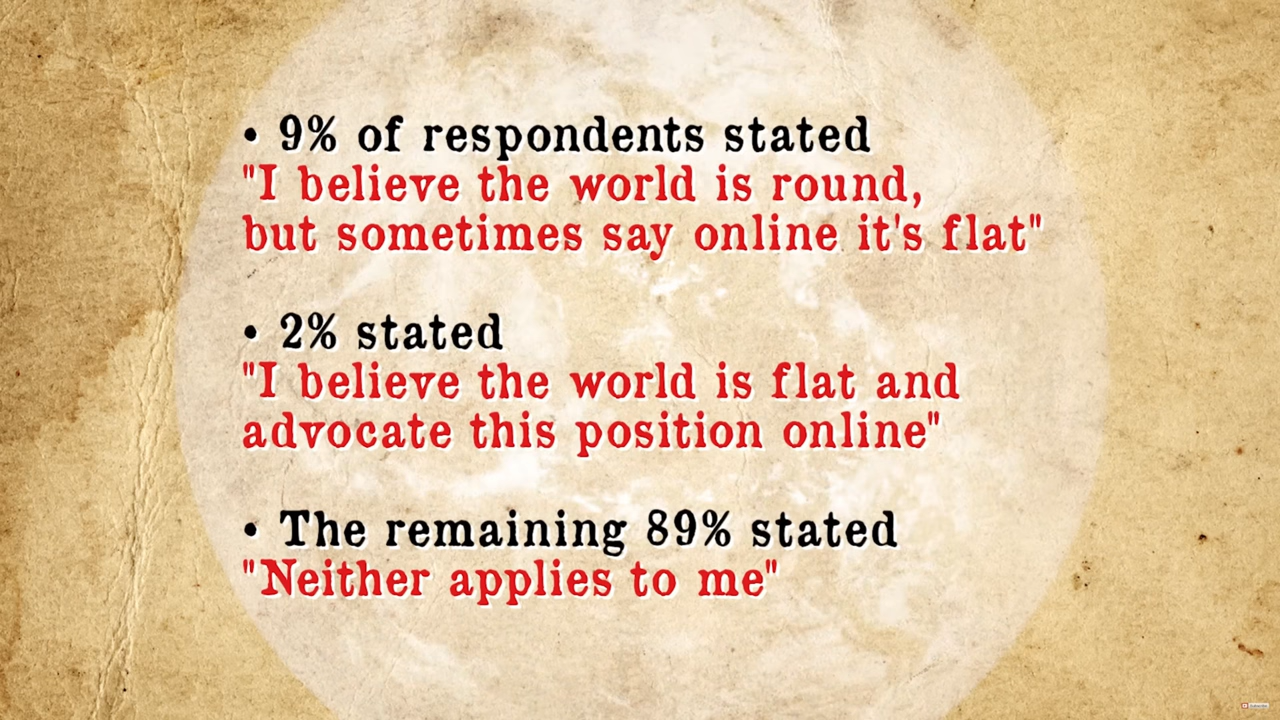 • 9% of respondents stated
"I believe the world is round,
but sometimes say online it's flat"
• 2% stated
"I believe the world is flat and
advocate this position online"
• The remaining 89% stated
"Neither applies to me"